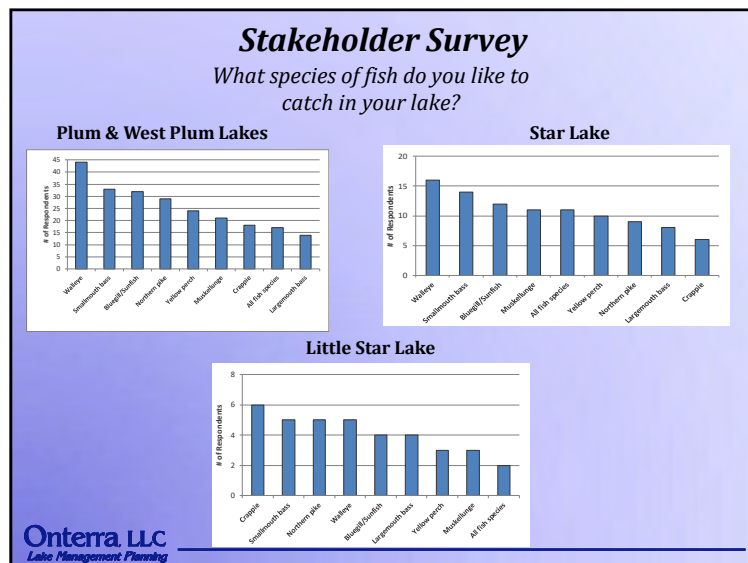 Stakeholder Survey
What species of fish do you like to
catch in your lake?
Plum & West Plum Lakes
# of Respondents
45
40
35
30
25
20
15
10
5
0
Walleye
Smallmouth bass
Bluegill/Sunfish
Northern pike
Yellow perch
Muskellunge
Crappie
All fish species
Largemouth bass
Star Lake
# of Respondents
20
15
10
5
0
Walleye
Smallmouth bass
Bluegill/Sunfish
Muskellunge
All fish species
Yellow perch
Northern pike
Largemouth bass
Crappie
Little Star Lake
# of Respondents
8
6
4
2
0
Crappie
Smallmouth bass
Northern pike
Walleye
Bluegill/Sunfish
Largemouth bass
Yellow perch
Muskellunge
All fish species
Onterra LLC
Lake Management Planning